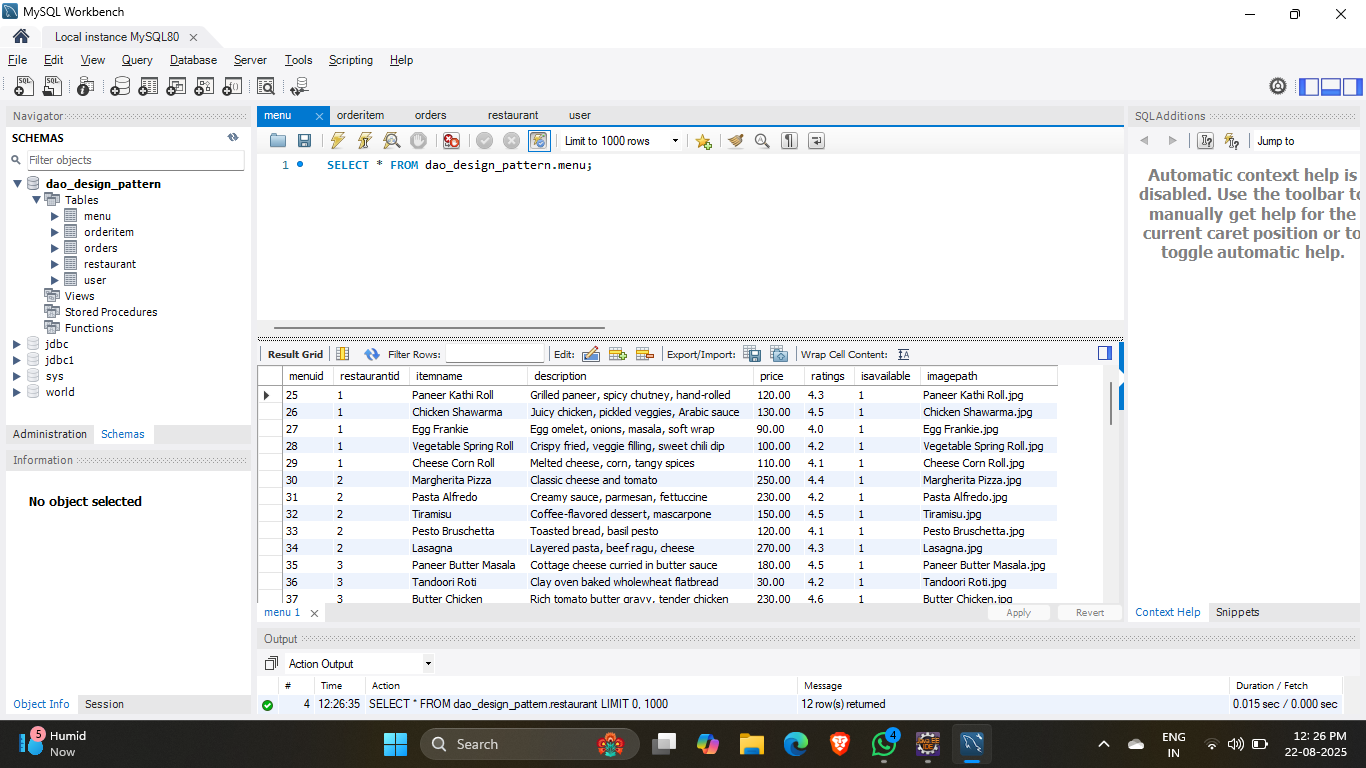 MySQL Workbench
Local instance MySQL80
File Edit View Query Database Server Tools Scripting Help
Navigator
SCHEMAS
Filter objects
dao_design_pattern
Tables
menu
orderitem
orders
restaurant
user
Views
Stored Procedures
Functions
jdbc
jdbc1
sys
world
Administration Schemas
Information
No object selected
Object Info Session
menu orderitem orders restaurant user
Limit to 1000 rows
1 SELECT * FROM dao_design_pattern.menu;
Result Grid Filter Rows: Edit: Export/Import: Wrap Cell Content:
menuid restaurantid itemname description price ratings isavailable imagepath
25 1 Paneer Kathi Roll Grilled paneer, spicy chutney, hand-rolled 120.00 4.3 1 Paneer Kathi Roll.jpg
26 1 Chicken Shawarma Juicy chicken, pickled veggies, Arabic sauce 130.00 4.5 1 Chicken Shawarma.jpg
27 1 Egg Frankie Egg omelet, onions, masala, soft wrap 90.00 4.0 1 Egg Frankie.jpg
28 1 Vegetable Spring Roll Crispy fried, veggie filling, sweet chili dip 100.00 4.2 1 Vegetable Spring Roll.jpg
29 1 Cheese Corn Roll Melted cheese, corn, tangy spices 110.00 4.1 1 Cheese Corn Roll.jpg
30 2 Margherita Pizza Classic cheese and tomato 250.00 4.4 1 Margherita Pizza.jpg
31 2 Pasta Alfredo Creamy sauce, parmesan, fettuccine 230.00 4.2 1 Pasta Alfredo.jpg
32 2 Tiramisu Coffee-flavored dessert, mascarpone 150.00 4.5 1 Tiramisu.jpg
33 2 Pesto Bruschetta Toasted bread, basil pesto 120.00 4.1 1 Pesto Bruschetta.jpg
34 2 Lasagna Layered pasta, beef ragu, cheese 270.00 4.3 1 Lasagna.jpg
35 3 Paneer Butter Masala Cottage cheese curried in butter sauce 180.00 4.5 1 Paneer Butter Masala.jpg
36 3 Tandoori Roti Clay oven baked wholewheat flatbread 30.00 4.2 1 Tandoori Roti.jpg
37 3 Butter Chicken Rich tomato butter gravy, tender chicken 230.00 4.6 1 Butter Chicken.jpg
menu 1 Apply Revert
SQLAdditions
Jump to
Automatic context help is
disabled. Use the toolbar to
manually get help for the
current caret position or to
toggle automatic help.
Context Help Snippets
Output
Action Output
# Time Action Message Duration / Fetch
4 12:26:35 SELECT * FROM dao_design_pattern.restaurant LIMIT 0, 1000 12 row(s) returned 0.015 sec / 0.000 sec
5 Humid
Now
Search
4
ENG
IN
12:26 PM
22-08-2025